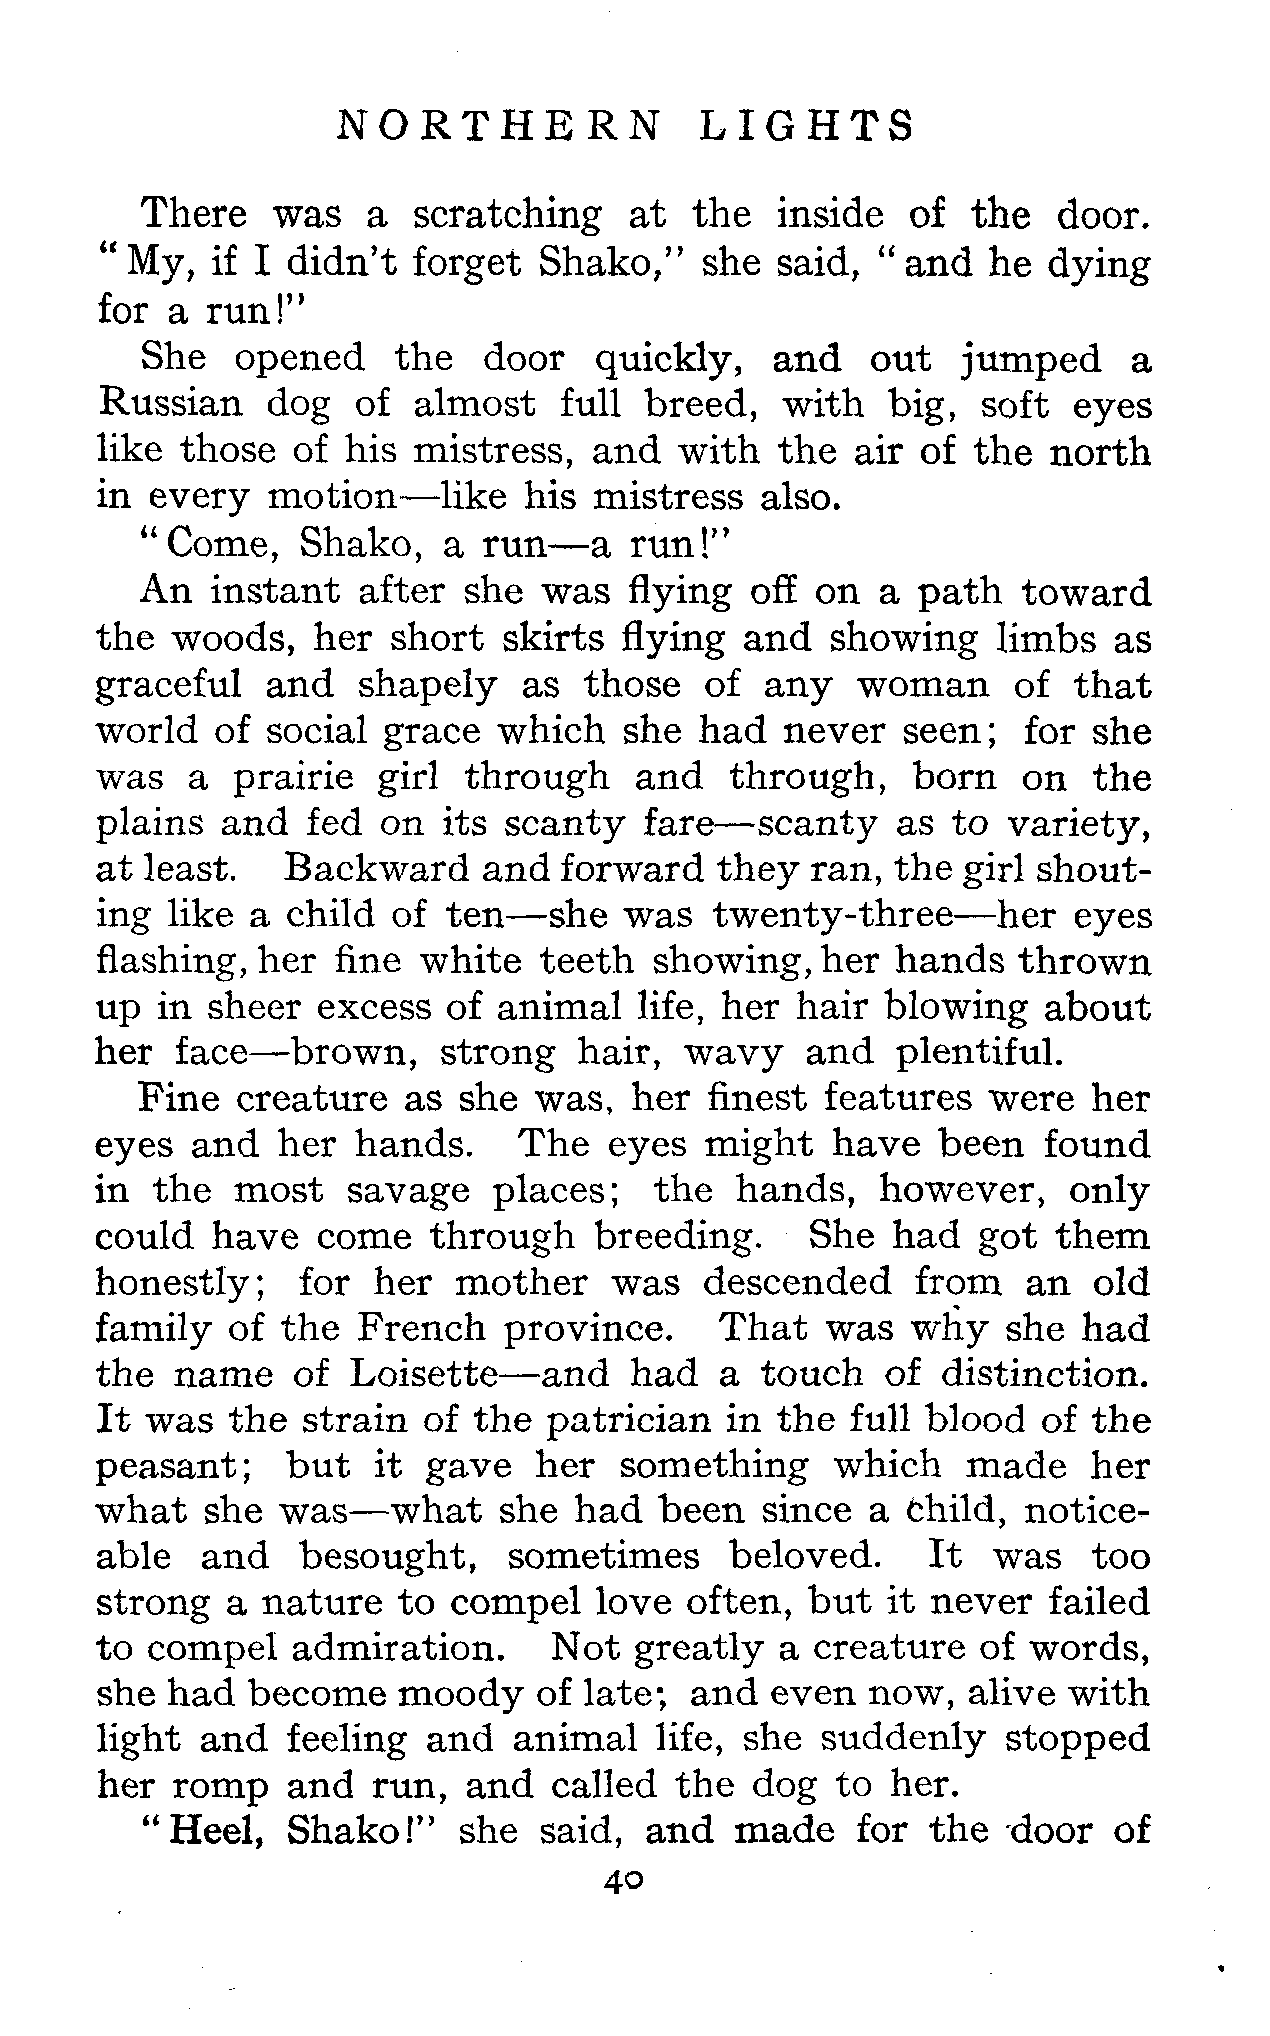 NORTHERN LIGHTS
There was a scratching at the inside of the door.
“My, if I didn't forget Shako,” she said, “and he dying
for a run!”
She opened the door quickly, and out jumped a
Russian dog of almost full breed, with big, soft eyes
like those of his mistress, and with the air of the north
in every motion—like his mistress also.
“Come, Shako, a run—a run!”
An instant after she was flying off on a path toward
the woods, her short skirts flying and showing limbs as
graceful and shapely as those of any woman of that
world of social grace which she had never seen; for she
was a prairie girl through and through, born on the
plains and fed on its scanty fare—scanty as to variety,
at least. Backward and forward they ran, the girl shout-
ing like a child of ten—she was twenty-three—her eyes
flashing, her fine white teeth showing, her hands thrown
up in sheer excess of animal life, her hair blowing about
her face—brown, strong hair, wavy and plentiful.
Fine creature as she was, her finest features were her
eyes and her hands. The eyes might have been found
in the most savage places; the hands, however, only
could have come through breeding. She had got them
honestly; for her mother was descended from an old
family of the French province. That was why she had
the name of Loisette—and had a touch of distinction.
It was the strain of the patrician in the full blood of the
peasant; but it gave her something which made her
what she was—what she had been since a child, notice-
able and besought, sometimes beloved. It was too
strong a nature to compel love often, but it never failed
to compel admiration. Not greatly a creature of words,
she had become moody of late; and even now, alive with
light and feeling and animal life, she suddenly stopped
her romp and run, and called the dog to her.
“Heel, Shako!” she said, and made for the door of
40